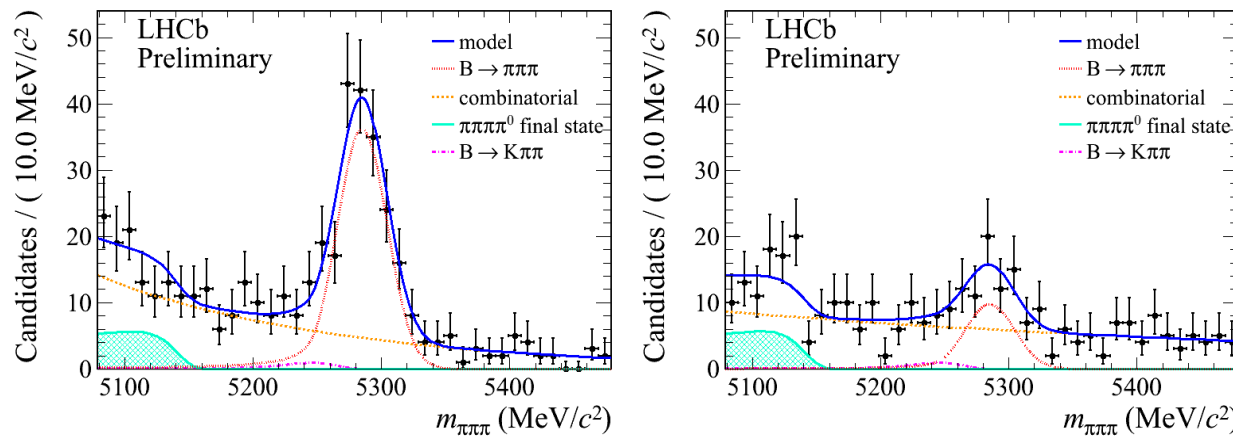 50
40
30
20
10
0
Candidates / ( 10.0 MeV/c²)
LHCb
Preliminary
model
B → πππ
combinatorial
ππππ⁰ final state
B → Kππ
5100
5200
5300
5400
m_πππ (MeV/c²)
50
40
30
20
10
0
Candidates / ( 10.0 MeV/c²)
LHCb
Preliminary
model
B → πππ
combinatorial
ππππ⁰ final state
B → Kππ
5100
5200
5300
5400
m_πππ (MeV/c²)